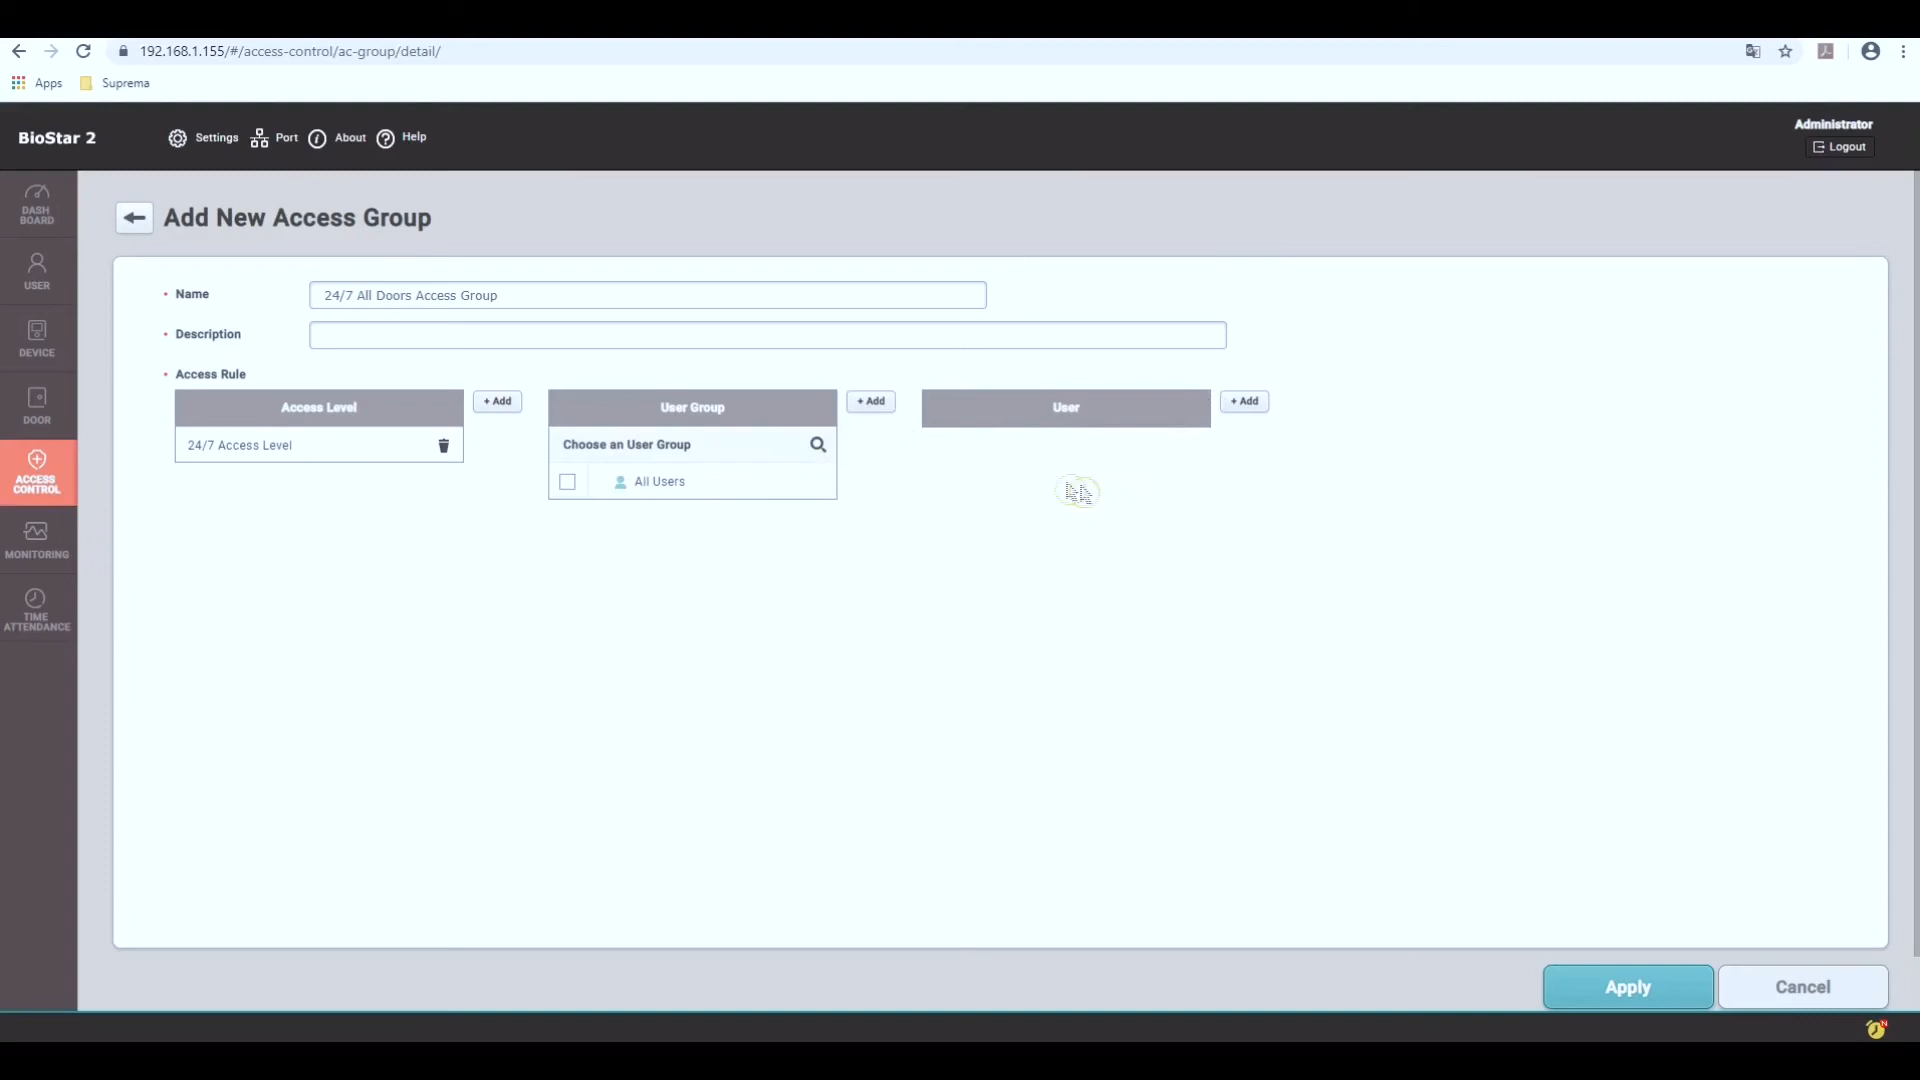 192.168.1.155/#/access-control/ac-group/detail/
Apps Suprema
BioStar 2 Settings Port About Help
Administrator
Logout
DASH
BOARD
USER
DEVICE
DOOR
ACCESS
CONTROL
MONITORING
TIME
ATTENDANCE
Add New Access Group
Name 24/7 All Doors Access Group
Description
Access Rule
Access Level + Add User Group + Add User + Add
24/7 Access Level Choose an User Group
All Users
Apply Cancel
N